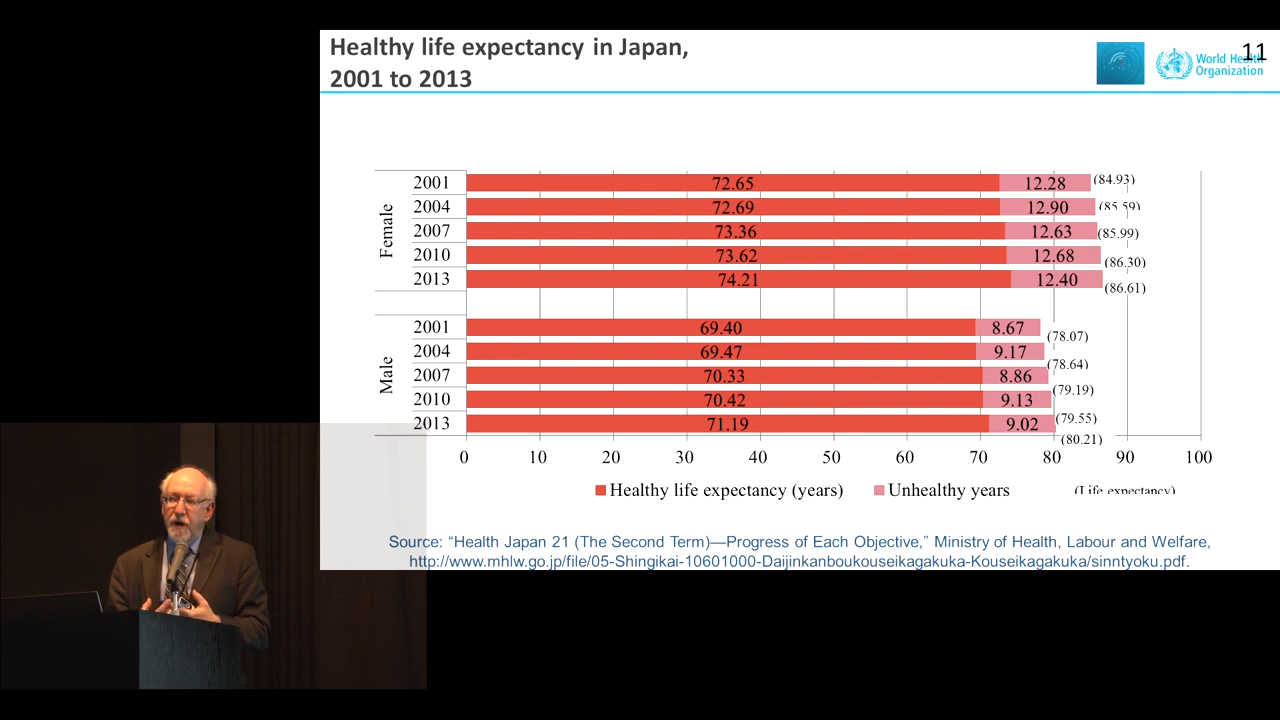 Healthy life expectancy in Japan,
2001 to 2013
11
World Health
Organization
Female
2001 72.65 12.28 (84.93)
2004 72.69 12.90 (85.59)
2007 73.36 12.63 (85.99)
2010 73.62 12.68 (86.30)
2013 74.21 12.40 (86.61)
Male
2001 69.40 8.67 (78.07)
2004 69.47 9.17 (78.64)
2007 70.33 8.86 (79.19)
2010 70.42 9.13 (79.55)
2013 71.19 9.02 (80.21)
0 10 20 30 40 50 60 70 80 90 100
Healthy life expectancy (years) Unhealthy years (Life expectancy)
Source: “Health Japan 21 (The Second Term)—Progress of Each Objective,” Ministry of Health, Labour and Welfare,
http://www.mhlw.go.jp/file/05-Shingikai-10601000-Daijinkanboukouseikagakuka-Kouseikagakuka/sinntyoku.pdf.